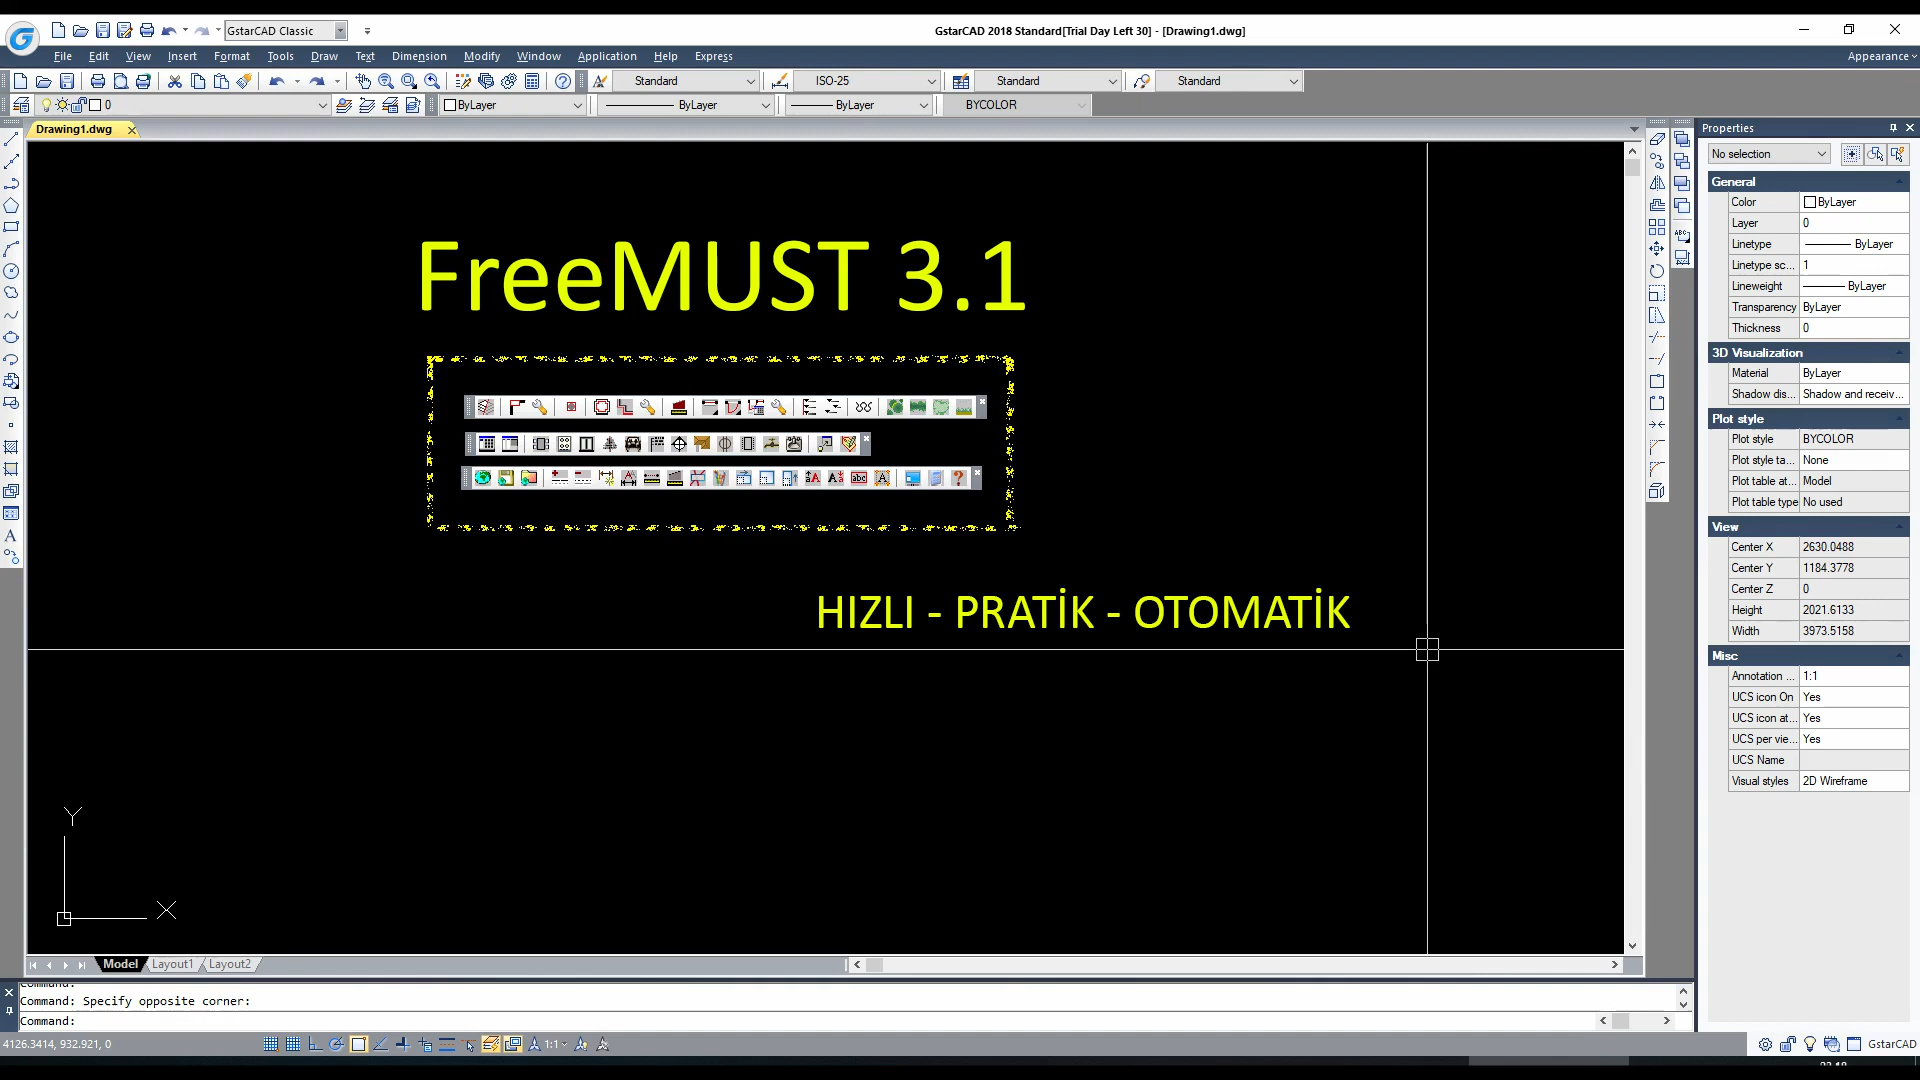 GstarCAD Classic
GstarCAD 2018 Standard[Trial Day Left 30] - [Drawing1.dwg]
File Edit View Insert Format Tools Draw Text Dimension Modify Window Application Help Express
Appearance
Standard ISO-25 Standard Standard
0 ByLayer ByLayer ByLayer BYCOLOR
Drawing1.dwg
FreeMUST 3.1
HIZLI - PRATİK - OTOMATİK
Y
X
Model Layout1 Layout2
Command:
Command: Specify opposite corner:
Command:
4126.3414, 932.921, 0
1:1
GstarCAD
Properties
No selection
General
Color ByLayer
Layer 0
Linetype ByLayer
Linetype sc... 1
Lineweight ByLayer
Transparency ByLayer
Thickness 0
3D Visualization
Material ByLayer
Shadow dis... Shadow and receiv...
Plot style
Plot style BYCOLOR
Plot style ta... None
Plot table at... Model
Plot table type No used
View
Center X 2630.0488
Center Y 1184.3778
Center Z 0
Height 2021.6133
Width 3973.5158
Misc
Annotation ... 1:1
UCS icon On Yes
UCS icon at... Yes
UCS per vie... Yes
UCS Name
Visual styles 2D Wireframe